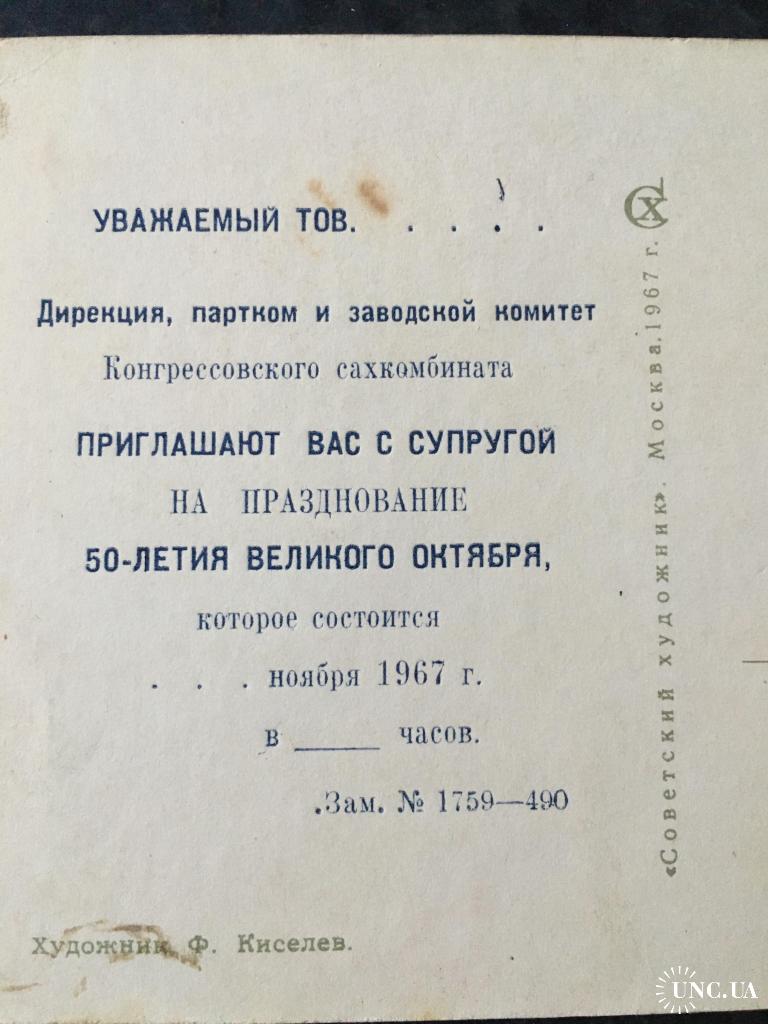 УВАЖАЕМЫЙ ТОВ. . . . .
Дирекция, партком и заводской комитет
Конгрессовского сахкомбината
ПРИГЛАШАЮТ ВАС С СУПРУГОЙ
НА ПРАЗДНОВАНИЕ
50-ЛЕТИЯ ВЕЛИКОГО ОКТЯБРЯ,
которое состоится
. . . ноября 1967 г.
в ____ часов.
.Зам. № 1759—490
Художник Ф. Киселев.
«Советский художник». Москва. 1967 г.
СХ
UNC.UA